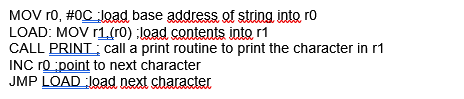 MOV r0, #0C ;load base address of string into r0
LOAD: MOV r1,(r0) ;load contents into r1
CALL PRINT ; call a print routine to print the character in r1
INC r0 ;point to next character
JMP LOAD ;load next character